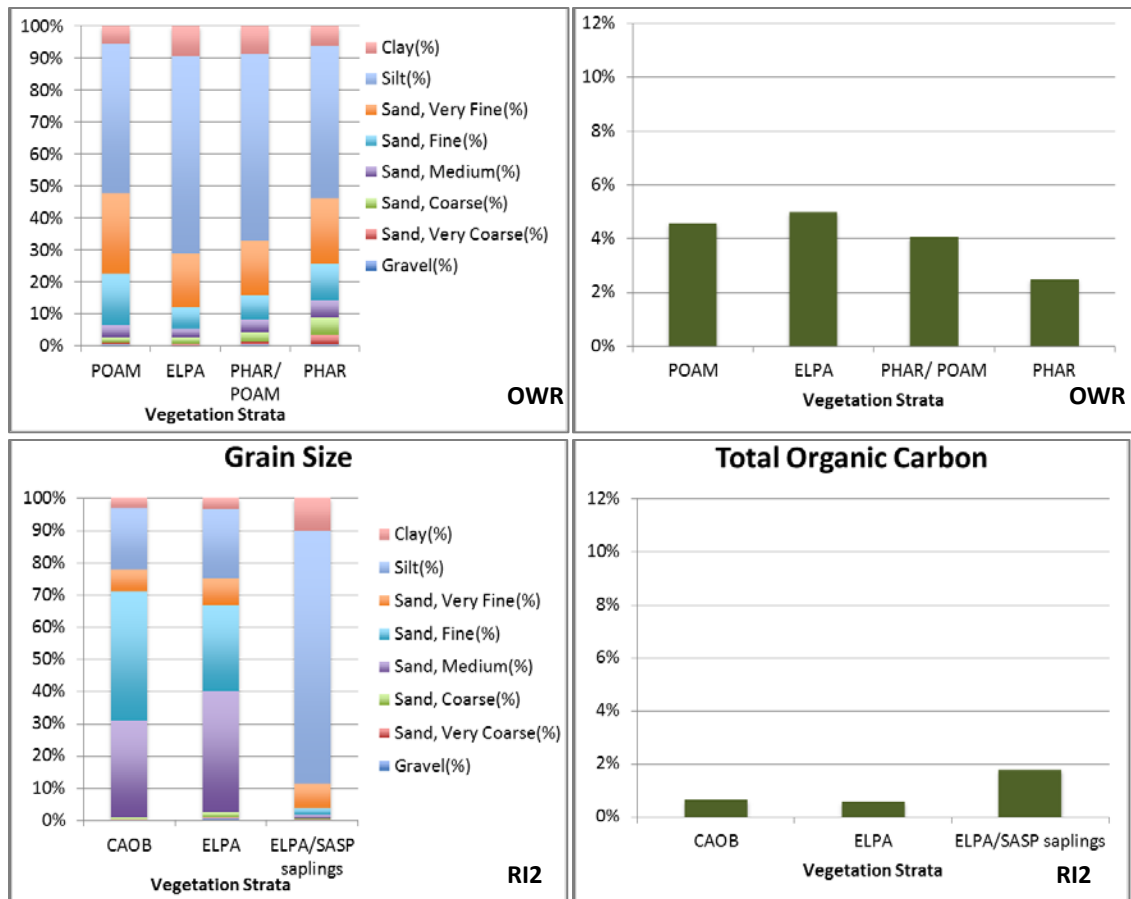 100%
90%
80%
70%
60%
50%
40%
30%
20%
10%
0%
POAM
ELPA
PHAR/
POAM
PHAR
Vegetation Strata
OWR
Clay(%)
Silt(%)
Sand, Very Fine(%)
Sand, Fine(%)
Sand, Medium(%)
Sand, Coarse(%)
Sand, Very Coarse(%)
Gravel(%)
12%
10%
8%
6%
4%
2%
0%
POAM
ELPA
PHAR/ POAM
PHAR
Vegetation Strata
OWR
Grain Size
100%
90%
80%
70%
60%
50%
40%
30%
20%
10%
0%
CAOB
ELPA
ELPA/SASP
saplings
Vegetation Strata
RI2
Clay(%)
Silt(%)
Sand, Very Fine(%)
Sand, Fine(%)
Sand, Medium(%)
Sand, Coarse(%)
Sand, Very Coarse(%)
Gravel(%)
Total Organic Carbon
12%
10%
8%
6%
4%
2%
0%
CAOB
ELPA
ELPA/SASP saplings
Vegetation Strata
RI2